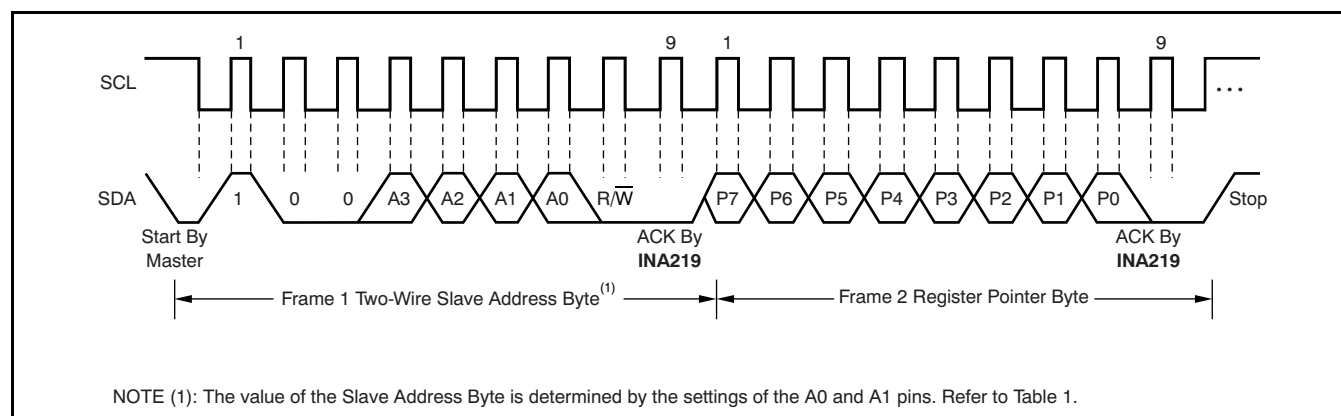 1 9 1 9
SCL ...
SDA 1 0 0 A3 A2 A1 A0 R/W̅ P7 P6 P5 P4 P3 P2 P1 P0 Stop
Start By Master
ACK By INA219
ACK By INA219
Frame 1 Two-Wire Slave Address Byte(1)
Frame 2 Register Pointer Byte
NOTE (1): The value of the Slave Address Byte is determined by the settings of the A0 and A1 pins. Refer to Table 1.